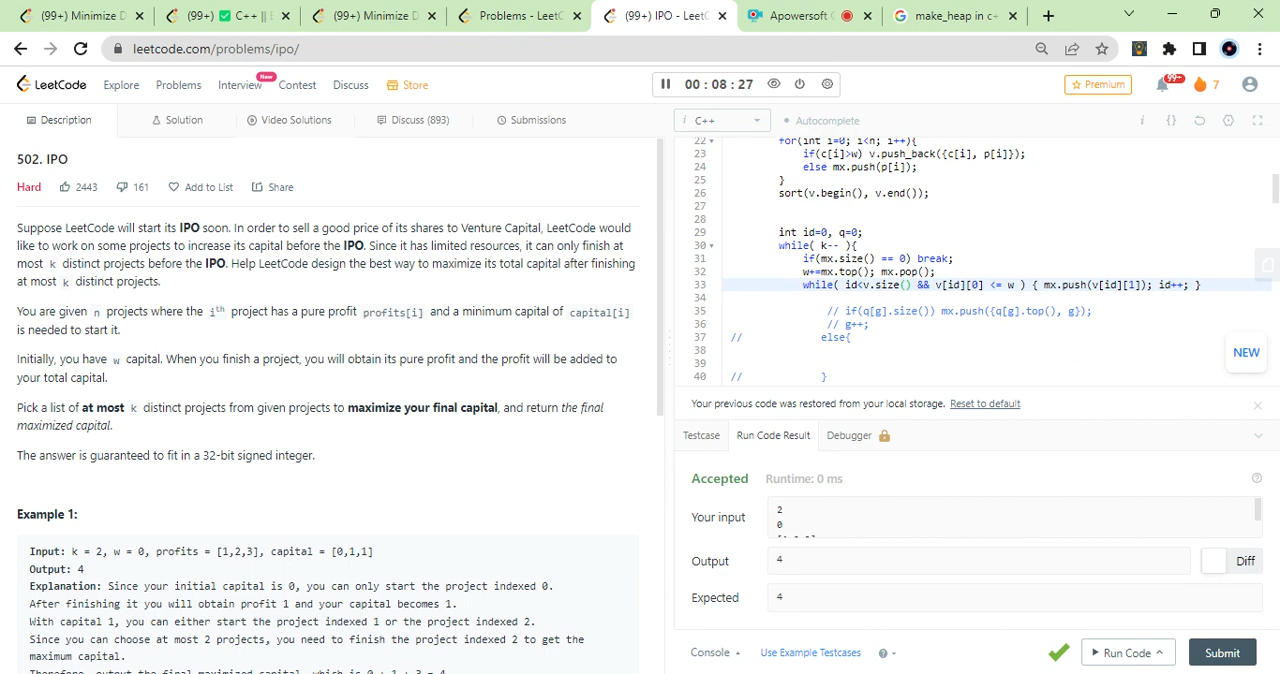 (99+) Minimize D
(99+) ✅ C++ ||
(99+) Minimize D
Problems - LeetC
(99+) IPO - LeetC
Apowersoft
make_heap in c+
leetcode.com/problems/ipo/
LeetCode
Explore
Problems
Interview
New
Contest
Discuss
Store
00 : 08 : 27
Premium
99+
7
Description
Solution
Video Solutions
Discuss (893)
Submissions
i C++
Autocomplete
502. IPO
Hard
2443
161
Add to List
Share
Suppose LeetCode will start its IPO soon. In order to sell a good price of its shares to Venture Capital, LeetCode would
like to work on some projects to increase its capital before the IPO. Since it has limited resources, it can only finish at
most k distinct projects before the IPO. Help LeetCode design the best way to maximize its total capital after finishing
at most k distinct projects.
You are given n projects where the ith project has a pure profit profits[i] and a minimum capital of capital[i]
is needed to start it.
Initially, you have w capital. When you finish a project, you will obtain its pure profit and the profit will be added to
your total capital.
Pick a list of at most k distinct projects from given projects to maximize your final capital, and return the final
maximized capital.
The answer is guaranteed to fit in a 32-bit signed integer.
Example 1:
Input: k = 2, w = 0, profits = [1,2,3], capital = [0,1,1]
Output: 4
Explanation: Since your initial capital is 0, you can only start the project indexed 0.
After finishing it you will obtain profit 1 and your capital becomes 1.
With capital 1, you can either start the project indexed 1 or the project indexed 2.
Since you can choose at most 2 projects, you need to finish the project indexed 2 to get the
maximum capital.
Therefore, output the final maximized capital, which is 0 + 1 + 3 = 4.
22 for(int i=0; i<n; i++){
23 if(c[i]>w) v.push_back({c[i], p[i]});
24 else mx.push(p[i]);
25 }
26 sort(v.begin(), v.end());
27
28
29 int id=0, q=0;
30 while( k-- ){
31 if(mx.size() == 0) break;
32 w+=mx.top(); mx.pop();
33 while( id<v.size() && v[id][0] <= w ) { mx.push(v[id][1]); id++; }
34
35 // if(q[g].size()) mx.push({q[g].top(), g});
36 // g++;
37 // else{
38
39
40 // }
NEW
Your previous code was restored from your local storage. Reset to default
Testcase
Run Code Result
Debugger
Accepted
Runtime: 0 ms
Your input
2
0
Output
4
Diff
Expected
4
Console
Use Example Testcases
Run Code
Submit